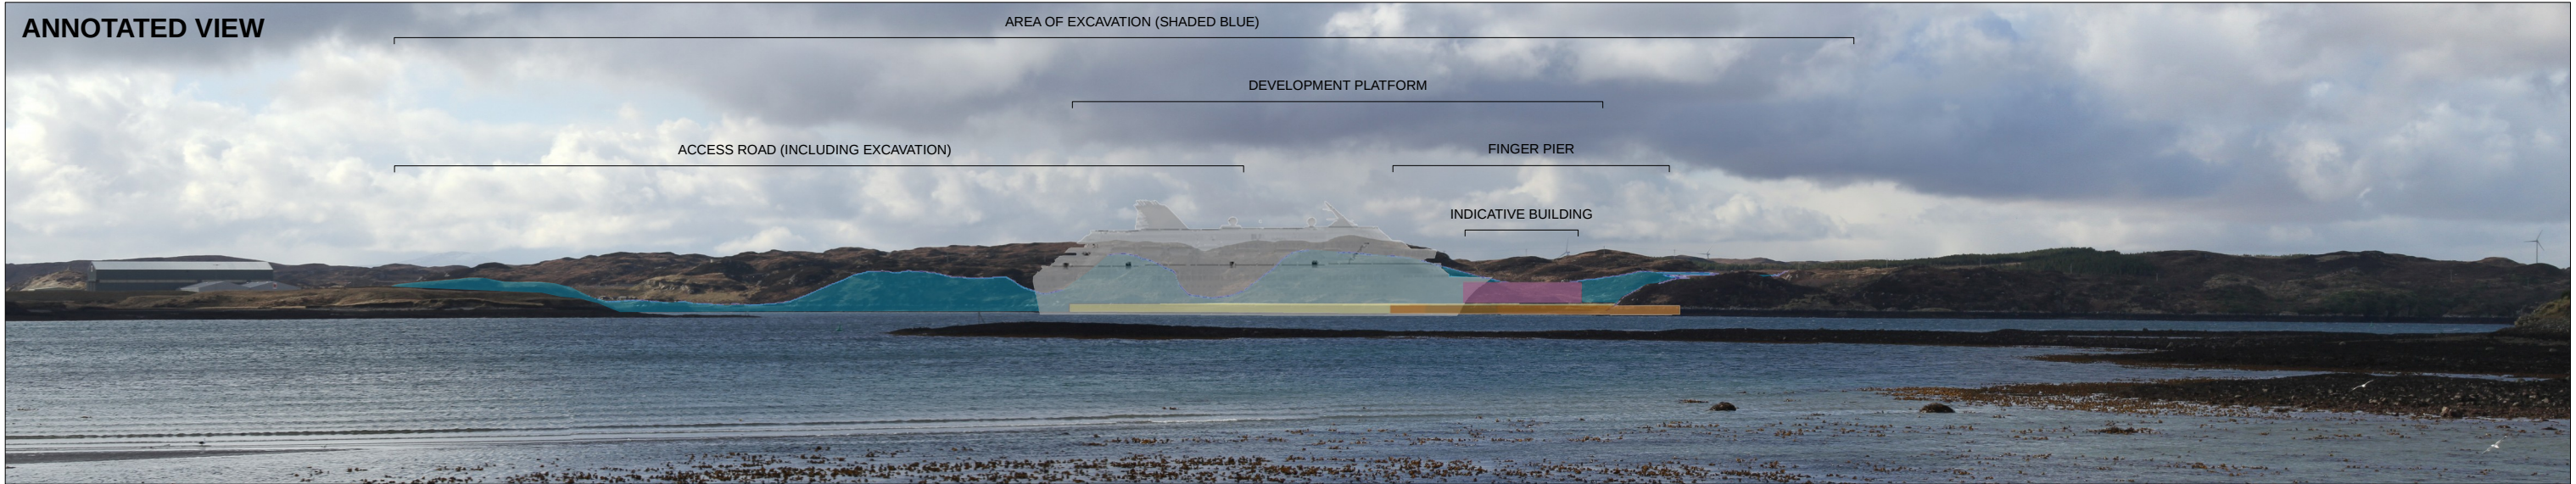 ANNOTATED VIEW
AREA OF EXCAVATION (SHADED BLUE)
DEVELOPMENT PLATFORM
ACCESS ROAD (INCLUDING EXCAVATION)
FINGER PIER
INDICATIVE BUILDING